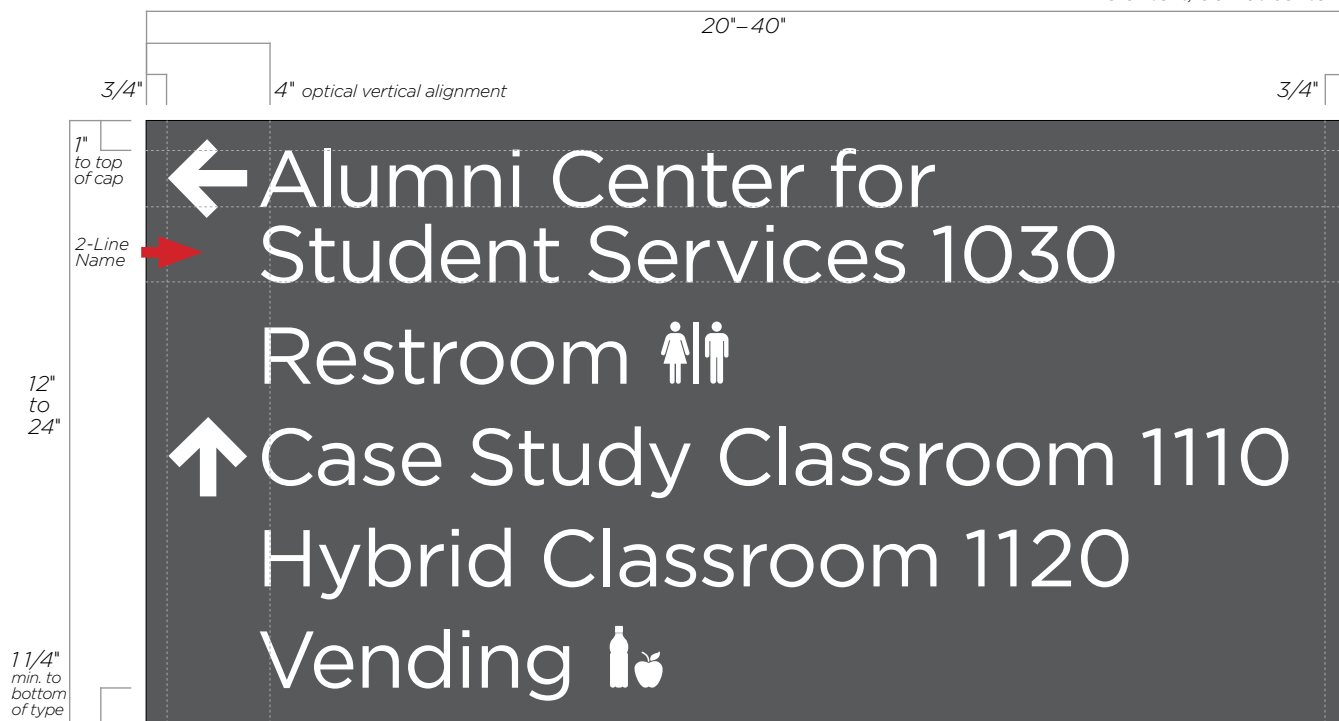 20"–40"
3/4"
4" optical vertical alignment
3/4"
1"
to top
of cap
Alumni Center for
2-Line
Name
Student Services 1030
Restroom
12"
to
24"
Case Study Classroom 1110
Hybrid Classroom 1120
Vending
1 1/4"
min. to
bottom
of type